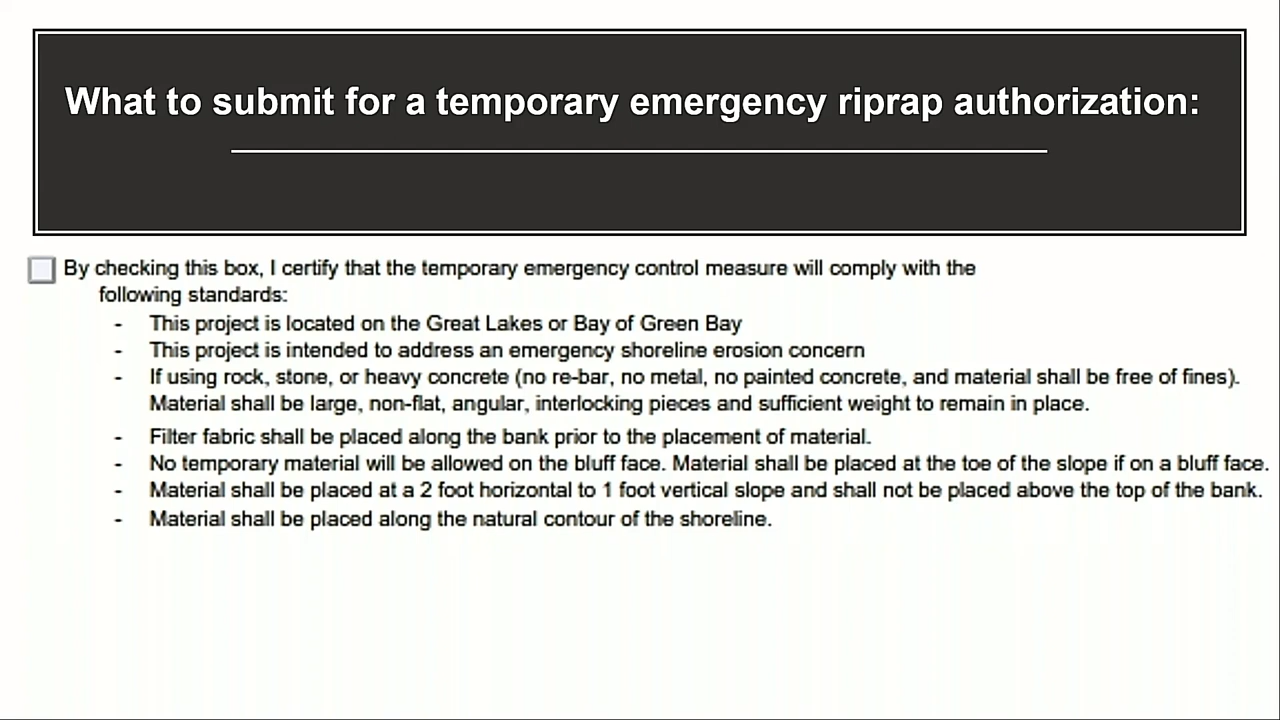 What to submit for a temporary emergency riprap authorization:
By checking this box, I certify that the temporary emergency control measure will comply with the
following standards:
- This project is located on the Great Lakes or Bay of Green Bay
- This project is intended to address an emergency shoreline erosion concern
- If using rock, stone, or heavy concrete (no re-bar, no metal, no painted concrete, and material shall be free of fines).
Material shall be large, non-flat, angular, interlocking pieces and sufficient weight to remain in place.
- Filter fabric shall be placed along the bank prior to the placement of material.
- No temporary material will be allowed on the bluff face. Material shall be placed at the toe of the slope if on a bluff face.
- Material shall be placed at a 2 foot horizontal to 1 foot vertical slope and shall not be placed above the top of the bank.
- Material shall be placed along the natural contour of the shoreline.